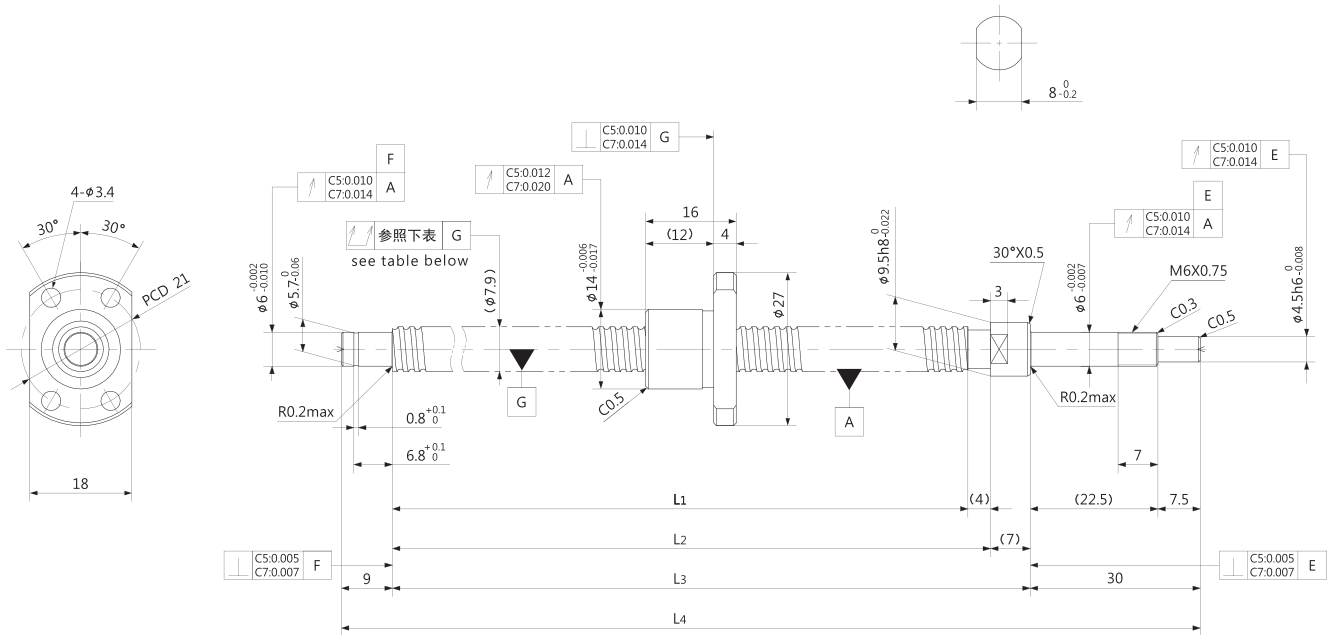 8 0 -0.2
C5:0.010
C7:0.014
G
C5:0.010
C7:0.014
E
F
C5:0.010
C7:0.014
A
C5:0.012
C7:0.020
A
E
C5:0.010
C7:0.014
A
4-φ3.4
30°
30°
PCD 21
18
参照下表
G
see table below
16
(12)
4
φ6 -0.002 -0.010
φ5.7 0 -0.06
(φ7.9)
φ14 -0.006 -0.017
φ27
φ9.5h8 0 -0.022
30°X0.5
3
φ6 -0.002 -0.007
M6X0.75
C0.3
C0.5
φ4.5h6 0 -0.008
R0.2max
G
C0.5
A
R0.2max
0.8 +0.1 0
6.8 +0.1 0
7
L1
(4)
(22.5)
7.5
L2
(7)
C5:0.005
C7:0.007
F
C5:0.005
C7:0.007
E
9
L3
30
L4